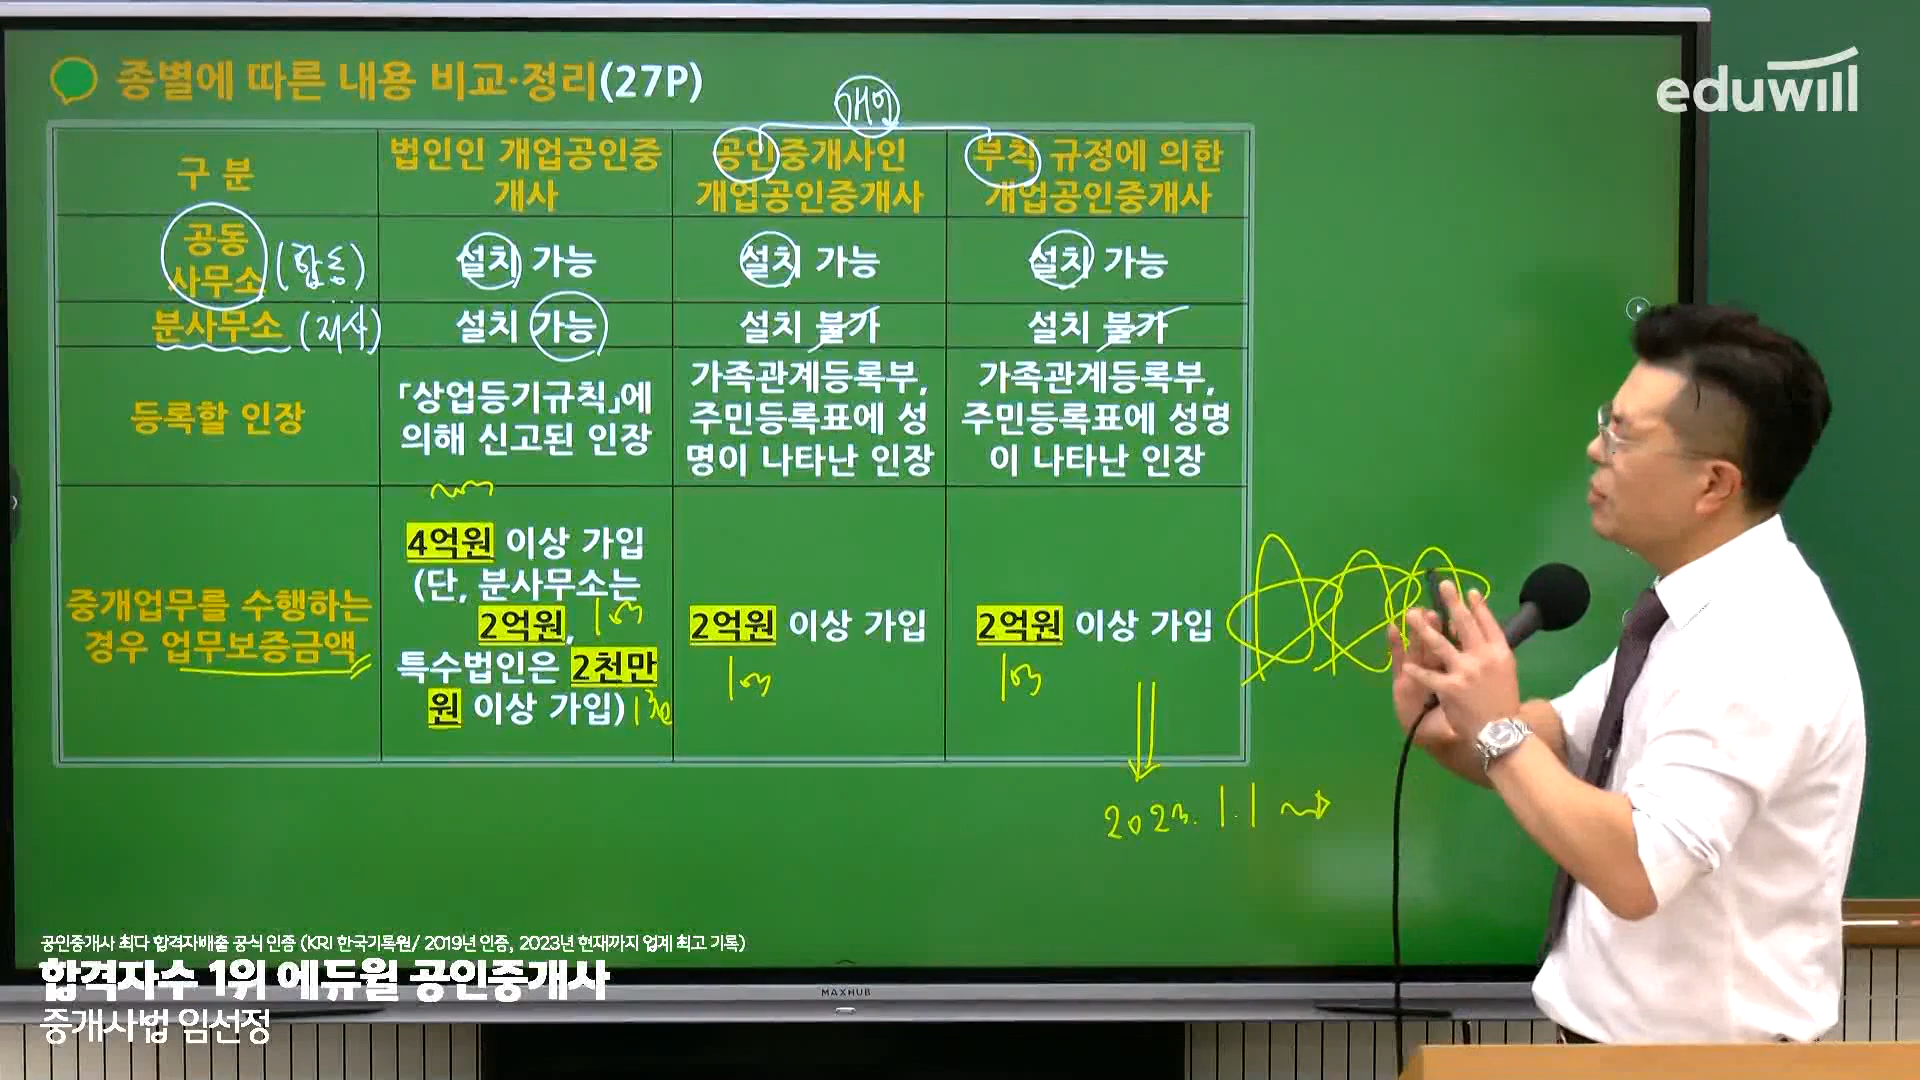 종별에 따른 내용 비교·정리(27P)
eduwill
개인
구 분
법인인 개업공인중
개사
공인중개사인
개업공인중개사
부칙 규정에 의한
개업공인중개사
공동
사무소
(합동)
설치 가능
설치 가능
설치 가능
분사무소 (지사)
설치 가능
설치 불가
설치 불가
등록할 인장
「상업등기규칙」에
의해 신고된 인장
가족관계등록부,
주민등록표에 성
명이 나타난 인장
가족관계등록부,
주민등록표에 성명
이 나타난 인장
중개업무를 수행하는
경우 업무보증금액
4억원 이상 가입
(단, 분사무소는
2억원,
특수법인은 2천만
원 이상 가입)
2억원 이상 가입
2억원 이상 가입
2023. 1.1
공인중개사 최다 합격자배출 공식 인증 (KRI 한국기록원/ 2019년 인증, 2023년 현재까지 업계 최고 기록)
합격자수 1위 에듀윌 공인중개사
중개사법 임선정
MAXHUB